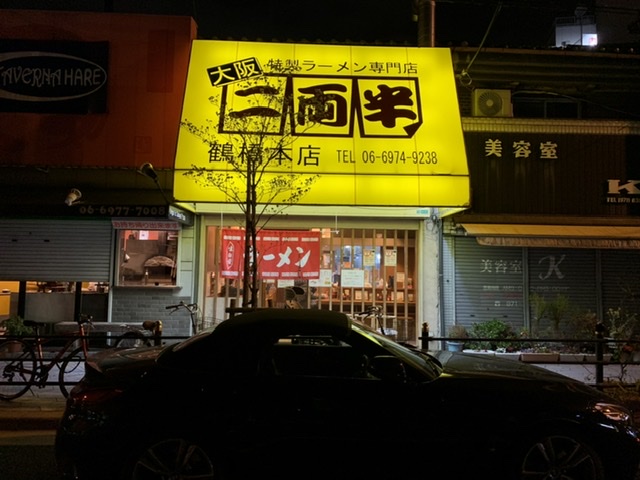 TAVERNA HARE
大阪
特製ラーメン専門店
二両半
鶴橋本店 TEL 06-6974-9238
06-6977-7008
ラーメン
美容室
K
美容室 K